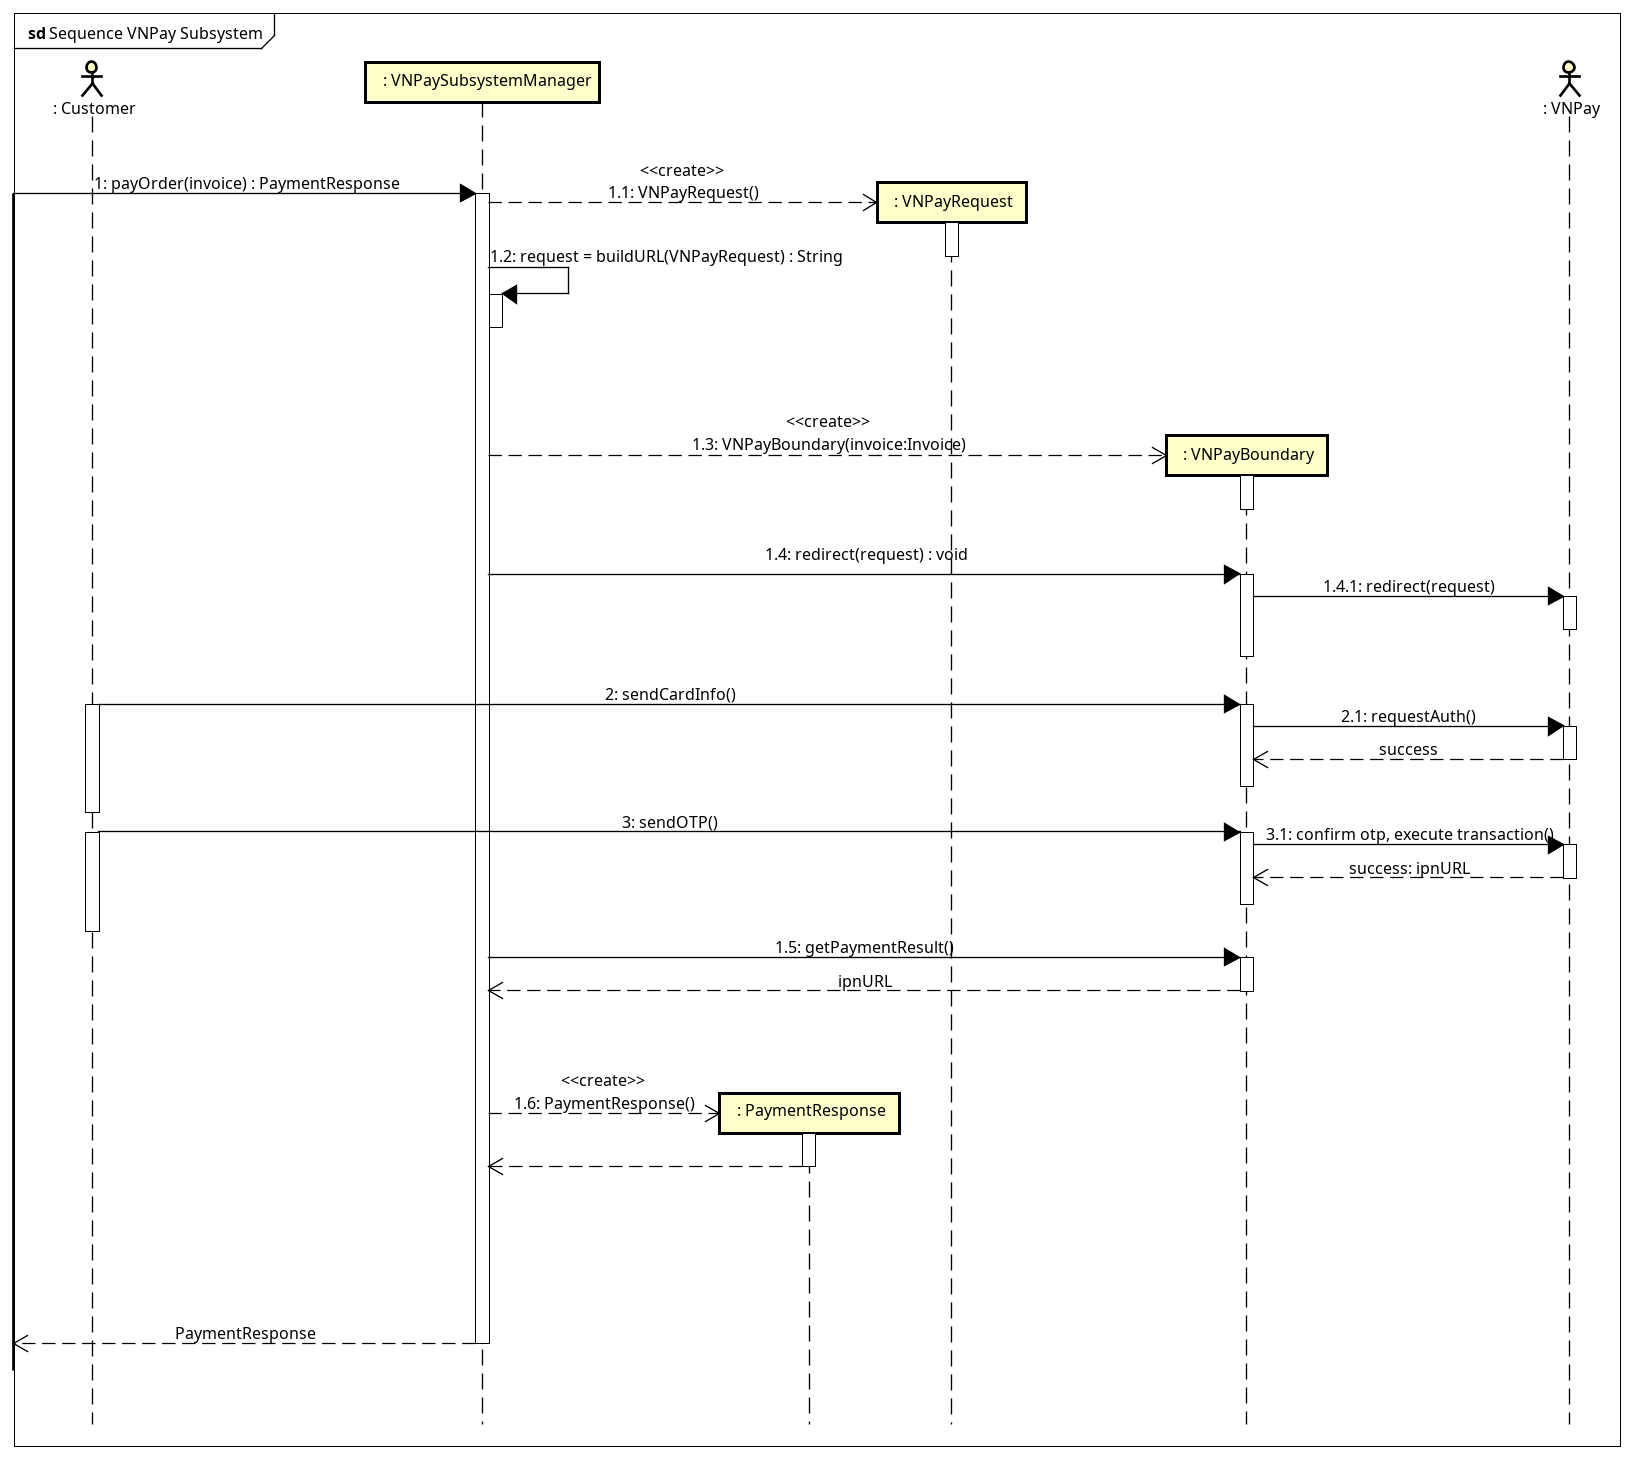 sd Sequence VNPay Subsystem
: Customer
: VNPaySubsystemManager
: VNPay
1: payOrder(invoice) : PaymentResponse
<<create>>
1.1: VNPayRequest()
: VNPayRequest
1.2: request = buildURL(VNPayRequest) : String
<<create>>
1.3: VNPayBoundary(invoice:Invoice)
: VNPayBoundary
1.4: redirect(request) : void
1.4.1: redirect(request)
2: sendCardInfo()
2.1: requestAuth()
success
3: sendOTP()
3.1: confirm otp, execute transaction()
success: ipnURL
1.5: getPaymentResult()
ipnURL
<<create>>
1.6: PaymentResponse()
: PaymentResponse
PaymentResponse